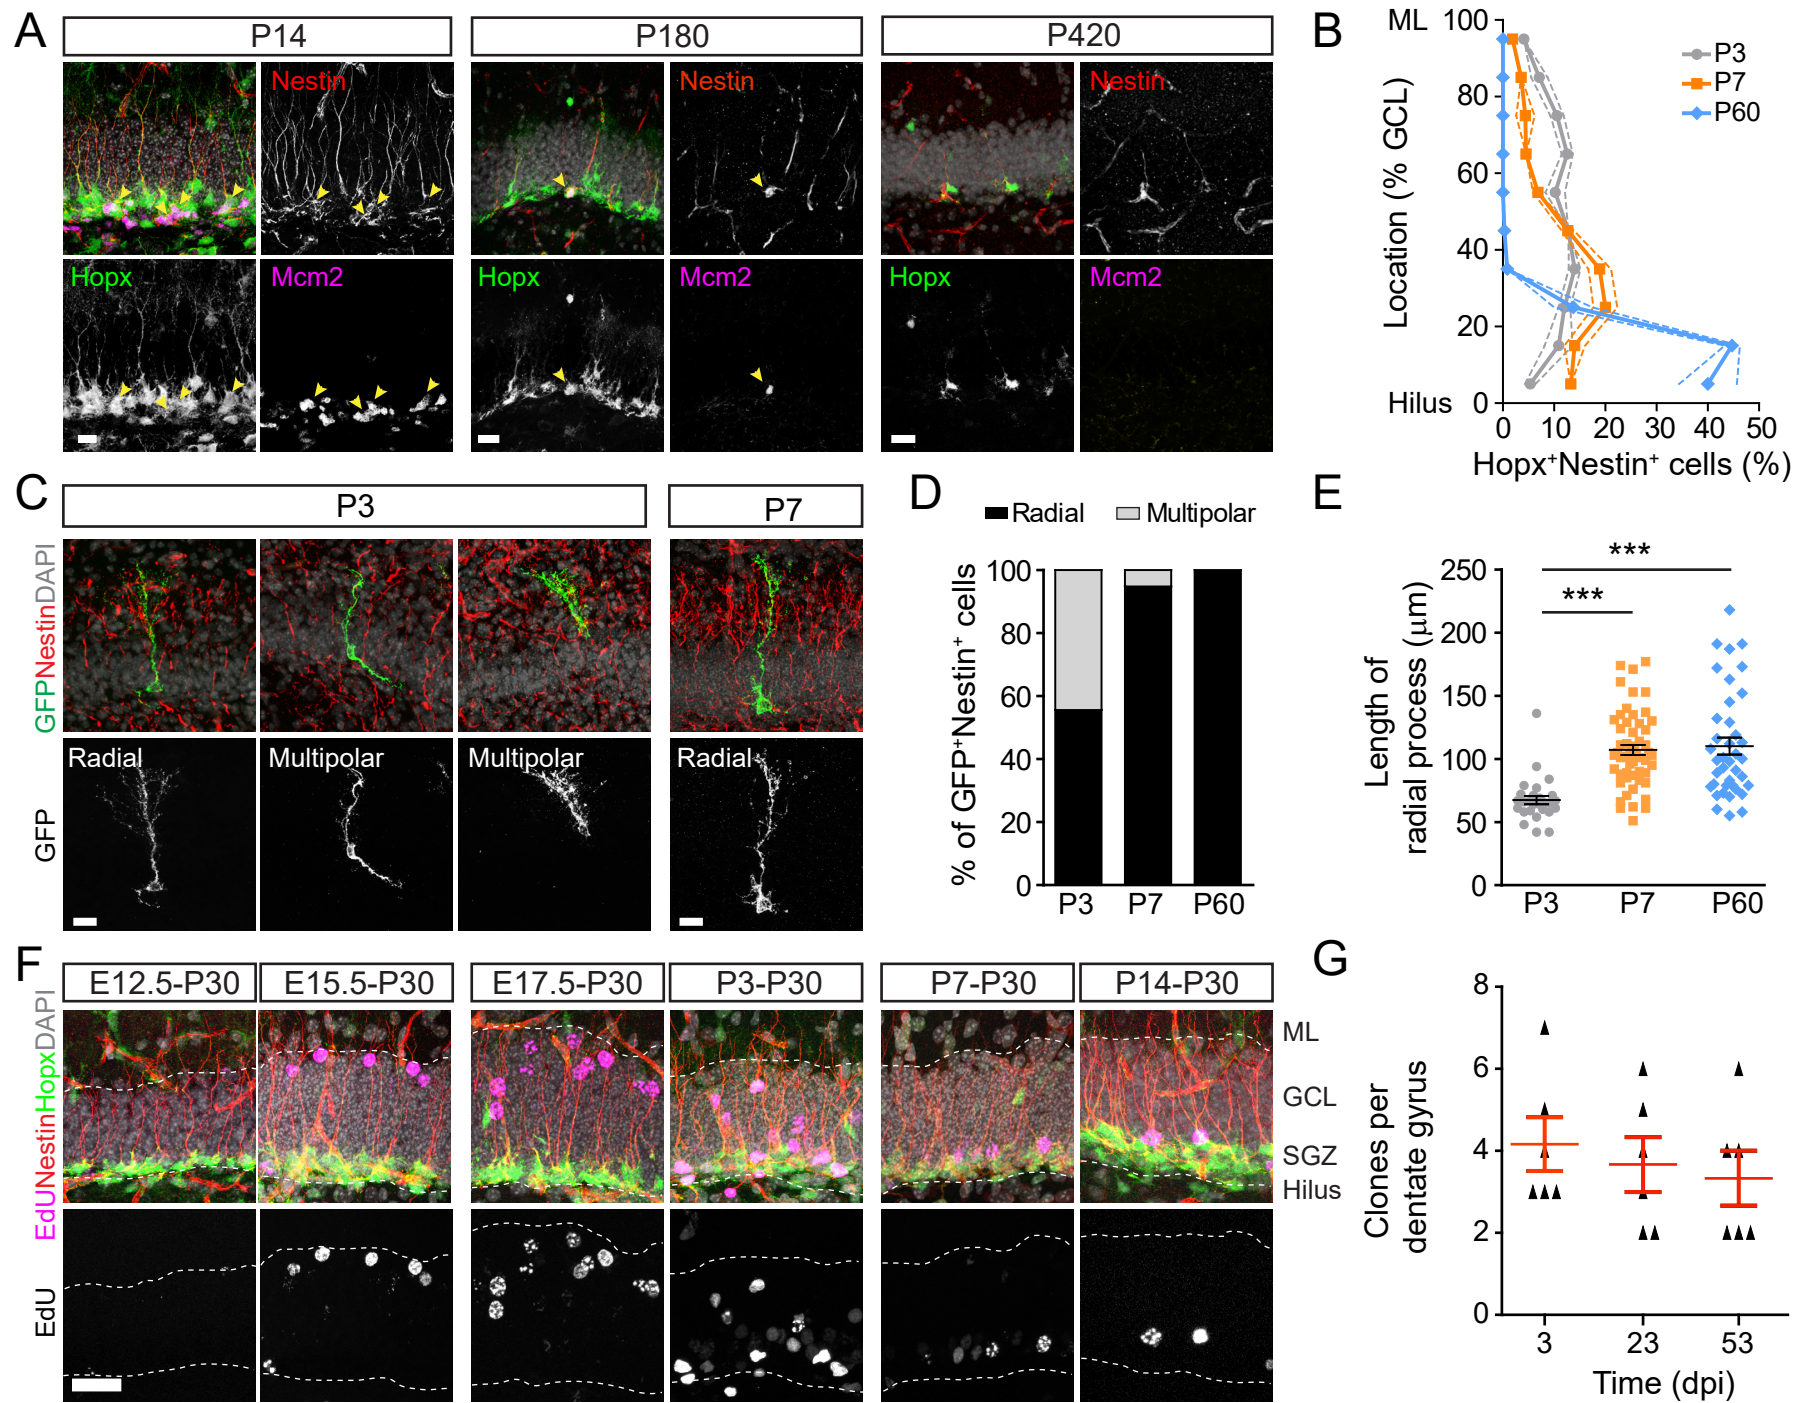 A
P14
P180
P420
Nestin
Nestin
Nestin
Hopx
Mcm2
Hopx
Mcm2
Hopx
Mcm2
B
ML
100
80
60
40
20
0
Hilus
Location (% GCL)
P3
P7
P60
0 10 20 30 40 50
Hopx⁺Nestin⁺ cells (%)
C
P3
P7
GFPNestinDAPI
Radial
Multipolar
Multipolar
Radial
GFP
D
Radial
Multipolar
% of GFP⁺Nestin⁺ cells
100
80
60
40
20
0
P3 P7 P60
E
***
***
Length of
radial process (μm)
250
200
150
100
50
0
P3 P7 P60
F
E12.5-P30
E15.5-P30
E17.5-P30
P3-P30
P7-P30
P14-P30
EdUNestinHopxDAPI
ML
GCL
SGZ
Hilus
EdU
G
Clones per
dentate gyrus
8
6
4
2
0
3 23 53
Time (dpi)